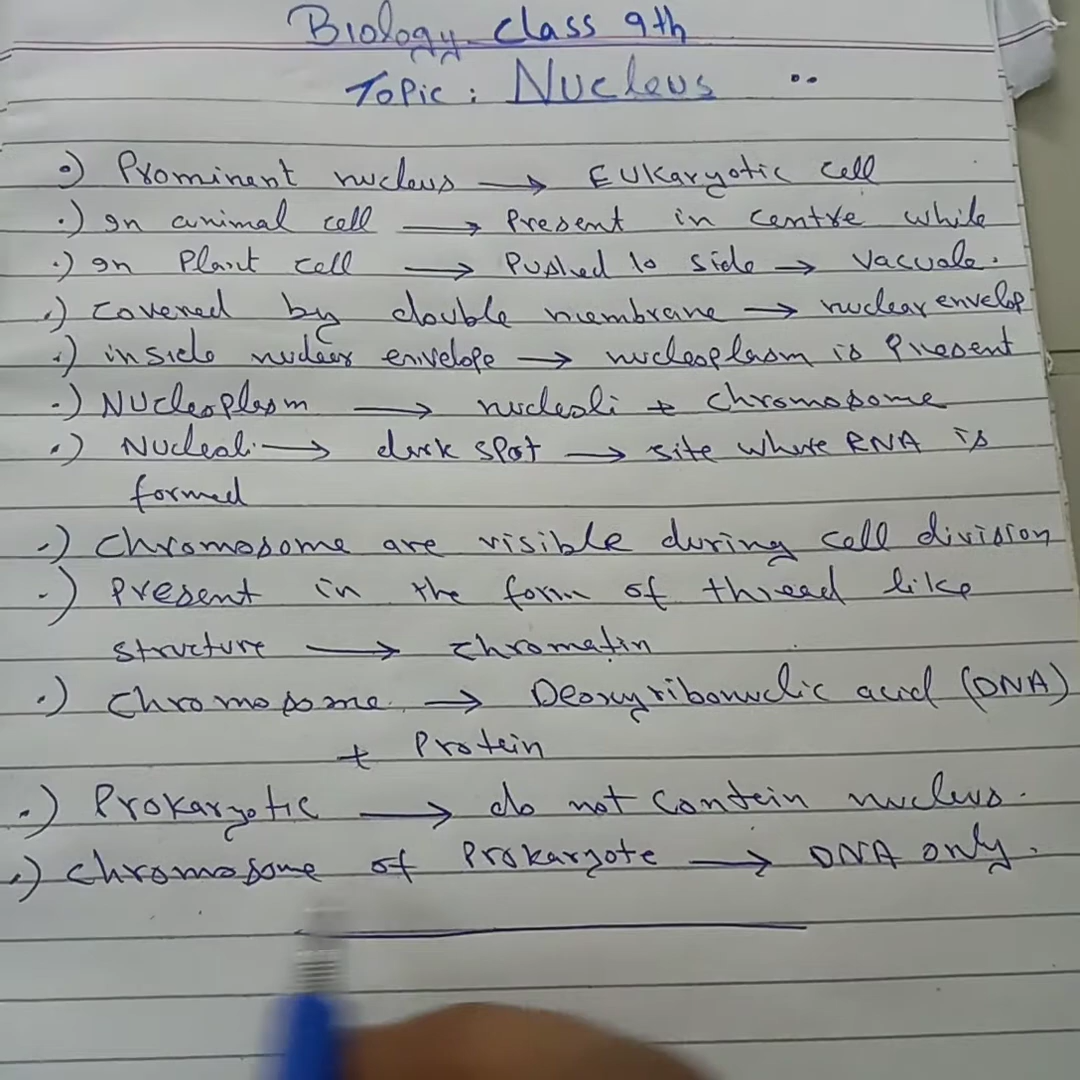 Biology class 9th
Topic: Nucleus
•) Prominent nucleus → Eukaryotic cell
•) In animal cell → Present in centre while
•) In Plant cell → Pushed to side → vacuole.
•) covered by double membrane → nuclear envelop
•) inside nuclear envelope → nucleoplasm is Present
•) Nucleoplasm → nucleoli + chromosome
•) Nucleoli → dark spot → site where RNA is
formed
•) Chromosome are visible during cell division
•) Present in the form of thread like
structure → chromatin
•) Chromosome → Deoxyribonuclic acid (DNA)
+ Protein
•) Prokaryotic → do not contain nucleus.
•) chromosome of Prokaryote → DNA only.